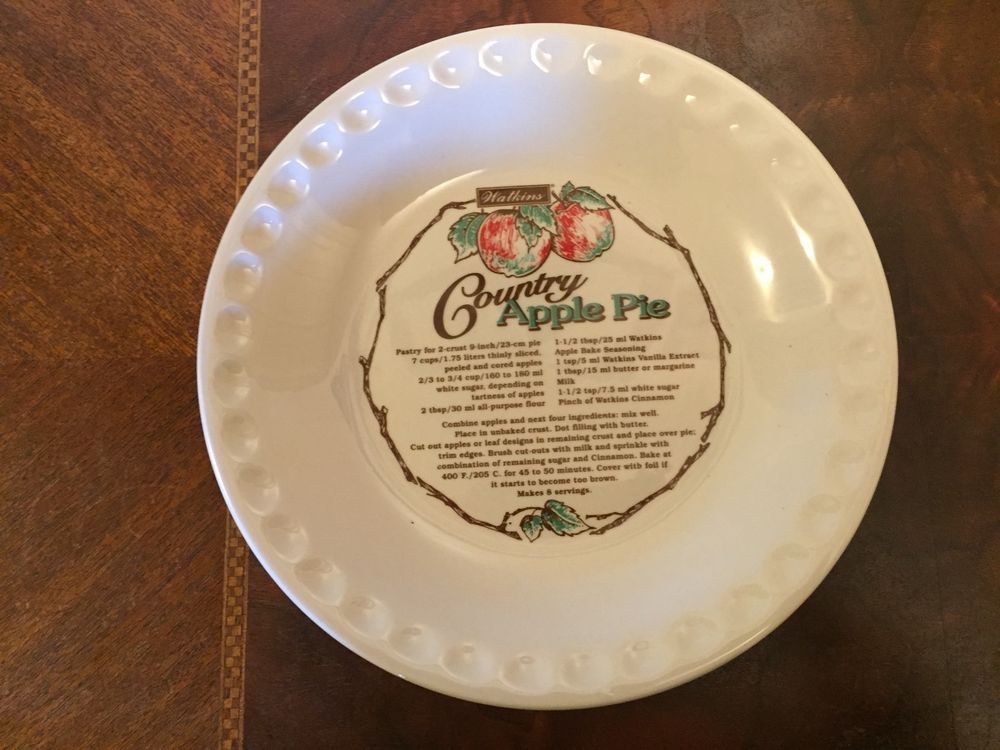 Watkins
Country
Apple Pie
Pastry for 2-crust 9-inch/23-cm pie
7 cups/1.75 liters thinly sliced,
peeled and cored apples
2/3 to 3/4 cup/160 to 180 ml
white sugar, depending on
tartness of apples
2 tbsp/30 ml all-purpose flour
1-1/2 tbsp/25 ml Watkins
Apple Bake Seasoning
1 tsp/5 ml Watkins Vanilla Extract
1 tbsp/15 ml butter or margarine
Milk
1-1/2 tsp/7.5 ml white sugar
Pinch of Watkins Cinnamon
Combine apples and next four ingredients: mix well.
Place in unbaked crust. Dot filling with butter.
Cut out apples or leaf designs in remaining crust and place over pie;
trim edges. Brush cut-outs with milk and sprinkle with
combination of remaining sugar and Cinnamon. Bake at
400 F./205 C. for 45 to 50 minutes. Cover with foil if
it starts to become too brown.
Makes 8 servings.